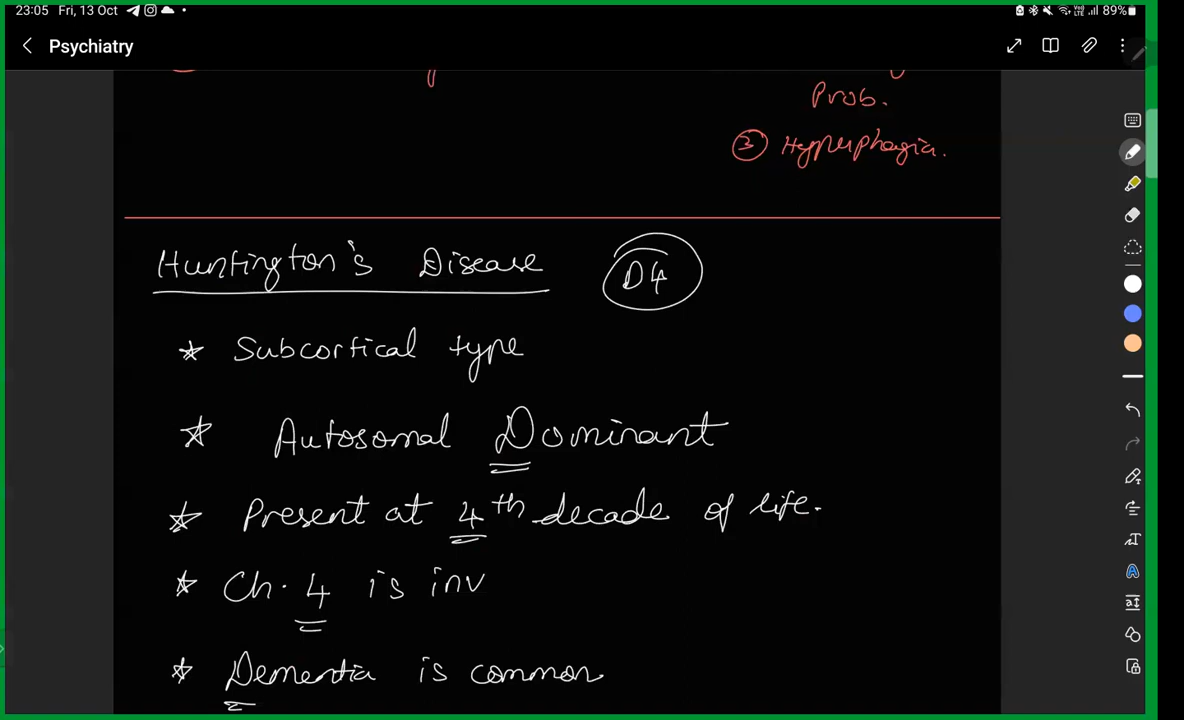 23:05 Fri, 13 Oct 89%
Psychiatry
Prob.
③ Hyperphagia.
Huntington's Disease D4
* Subcortical type
* Autosomal Dominant
* Present at 4th decade of life.
* Ch. 4 is inv
* Dementia is common